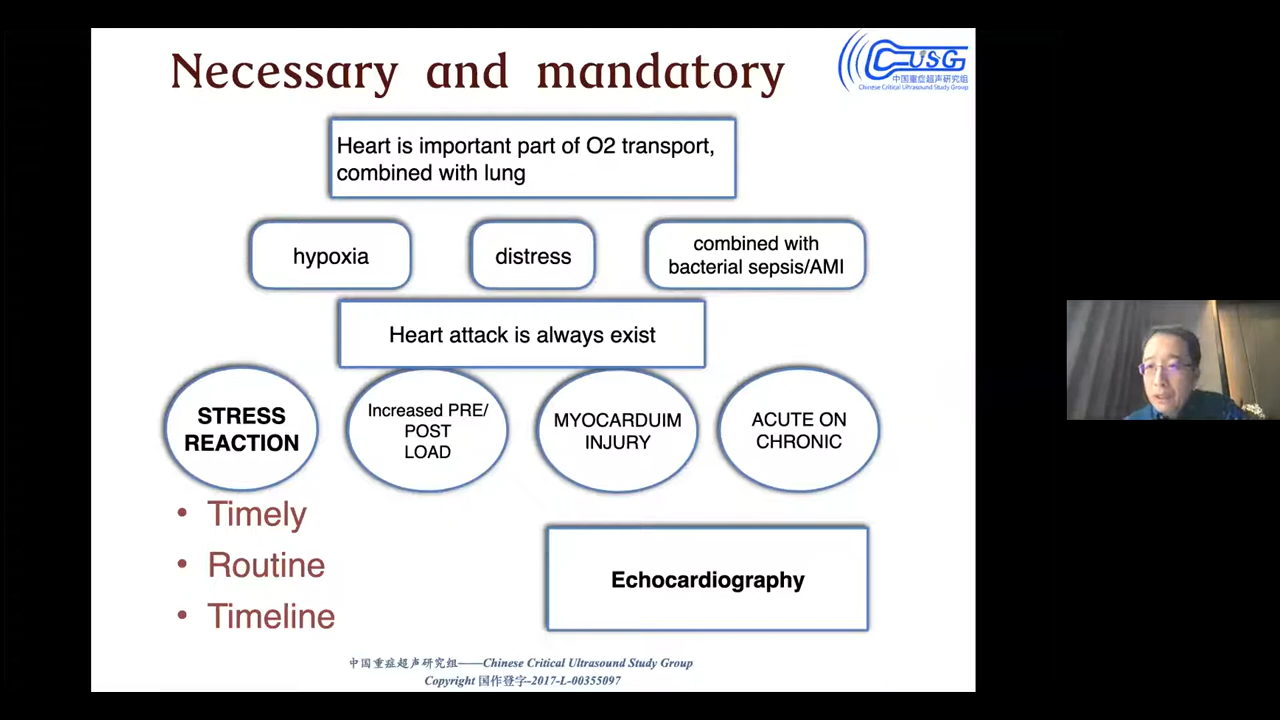 Necessary and mandatory
CUSG
中国重症超声研究组
Chinese Critical Ultrasound Study Group
Heart is important part of O2 transport,
combined with lung
hypoxia
distress
combined with
bacterial sepsis/AMI
Heart attack is always exist
STRESS
REACTION
Increased PRE/
POST
LOAD
MYOCARDUIM
INJURY
ACUTE ON
CHRONIC
• Timely
• Routine
• Timeline
Echocardiography
中国重症超声研究组——Chinese Critical Ultrasound Study Group
Copyright 国作登字-2017-L-00355097